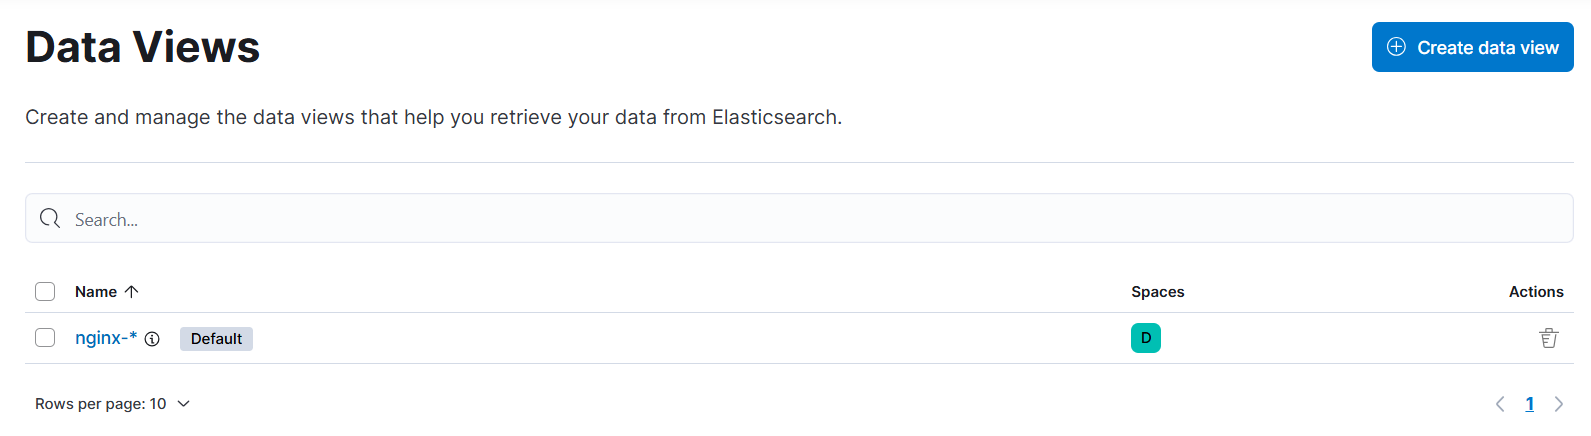 Data Views
Create data view
Create and manage the data views that help you retrieve your data from Elasticsearch.
Search...
Name Spaces Actions
nginx-* Default D
Rows per page: 10 1